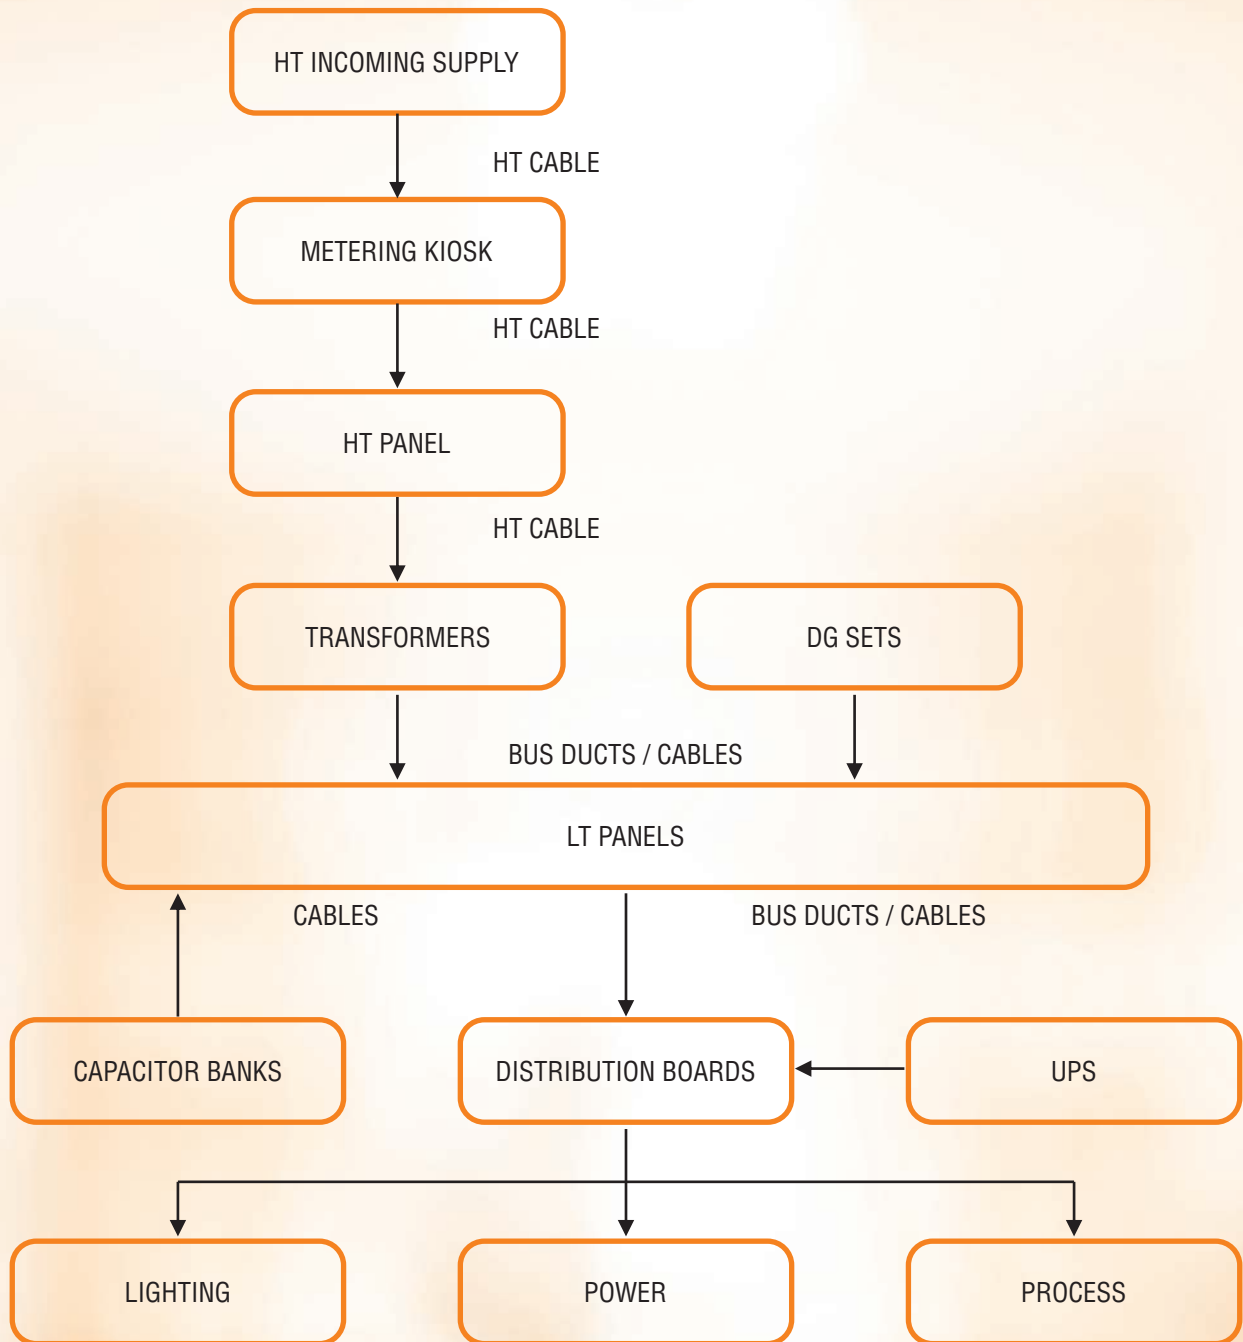 HT INCOMING SUPPLY
HT CABLE
METERING KIOSK
HT CABLE
HT PANEL
HT CABLE
TRANSFORMERS
DG SETS
BUS DUCTS / CABLES
LT PANELS
CABLES
BUS DUCTS / CABLES
CAPACITOR BANKS
DISTRIBUTION BOARDS
UPS
LIGHTING
POWER
PROCESS